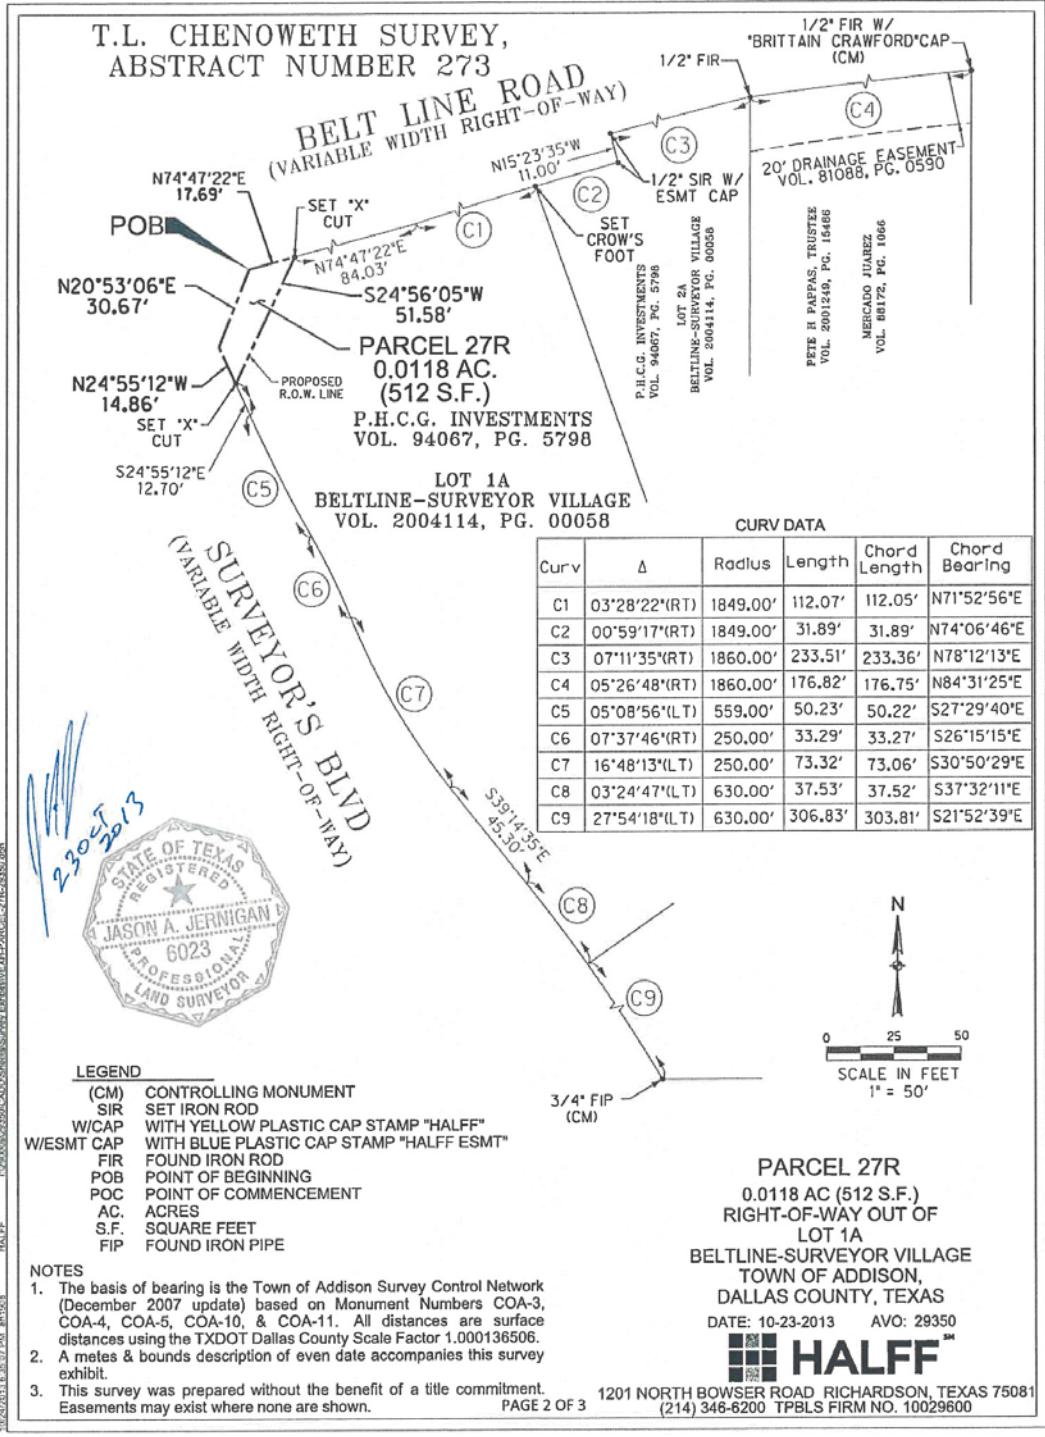 T.L. CHENOWETH SURVEY,
ABSTRACT NUMBER 273
BELT LINE ROAD
(VARIABLE WIDTH RIGHT-OF-WAY)
1/2" FIR W/
"BRITTAIN CRAWFORD"CAP
(CM)
1/2" FIR
C4
20' DRAINAGE EASEMENT
VOL. 81088, PG. 0590
C3
N15°23'35"W
11.00'
1/2" SIR W/
ESMT CAP
C2
SET
CROW'S
FOOT
C1
N74°47'22"E
17.69'
SET "X"
CUT
POB
N74°47'22"E
84.03'
N20°53'06"E
30.67'
S24°56'05"W
51.58'
PARCEL 27R
0.0118 AC.
(512 S.F.)
P.H.C.G. INVESTMENTS
VOL. 94067, PG. 5798
N24°55'12"W
14.86'
PROPOSED
R.O.W. LINE
SET "X"
CUT
S24°55'12"E
12.70'
LOT 1A
BELTLINE-SURVEYOR VILLAGE
VOL. 2004114, PG. 00058
P.H.C.G. INVESTMENTS
VOL. 94067, PG. 5798
LOT 2A
BELTLINE-SURVEYOR VILLAGE
VOL. 2004114, PG. 00058
PETE H PAPPAS, TRUSTEE
VOL. 2001249, PG. 15486
MERCADO JUAREZ
VOL. 88172, PG. 1066
C5
C6
C7
SURVEYOR'S BLVD
(VARIABLE WIDTH RIGHT-OF-WAY)
S39°14'35"E
45.30'
C8
C9
3/4" FIP
(CM)
CURV DATA
Curv Δ Radius Length Chord Length Chord Bearing
C1 03°28'22"(RT) 1849.00' 112.07' 112.05' N71°52'56"E
C2 00°59'17"(RT) 1849.00' 31.89' 31.89' N74°06'46"E
C3 07°11'35"(RT) 1860.00' 233.51' 233.36' N78°12'13"E
C4 05°26'48"(RT) 1860.00' 176.82' 176.75' N84°31'25"E
C5 05°08'56"(LT) 559.00' 50.23' 50.22' S27°29'40"E
C6 07°37'46"(RT) 250.00' 33.29' 33.27' S26°15'15"E
C7 16°48'13"(LT) 250.00' 73.32' 73.06' S30°50'29"E
C8 03°24'47"(LT) 630.00' 37.53' 37.52' S37°32'11"E
C9 27°54'18"(LT) 630.00' 306.83' 303.81' S21°52'39"E
23 OCT
2013
STATE OF TEXAS
REGISTERED
JASON A. JERNIGAN
6023
PROFESSIONAL
LAND SURVEYOR
N
0 25 50
SCALE IN FEET
1" = 50'
LEGEND
(CM) CONTROLLING MONUMENT
SIR SET IRON ROD
W/CAP WITH YELLOW PLASTIC CAP STAMP "HALFF"
W/ESMT CAP WITH BLUE PLASTIC CAP STAMP "HALFF ESMT"
FIR FOUND IRON ROD
POB POINT OF BEGINNING
POC POINT OF COMMENCEMENT
AC. ACRES
S.F. SQUARE FEET
FIP FOUND IRON PIPE
NOTES
1. The basis of bearing is the Town of Addison Survey Control Network
(December 2007 update) based on Monument Numbers COA-3,
COA-4, COA-5, COA-10, & COA-11. All distances are surface
distances using the TXDOT Dallas County Scale Factor 1.000136506.
2. A metes & bounds description of even date accompanies this survey
exhibit.
3. This survey was prepared without the benefit of a title commitment.
Easements may exist where none are shown.
PAGE 2 OF 3
PARCEL 27R
0.0118 AC (512 S.F.)
RIGHT-OF-WAY OUT OF
LOT 1A
BELTLINE-SURVEYOR VILLAGE
TOWN OF ADDISON,
DALLAS COUNTY, TEXAS
DATE: 10-23-2013 AVO: 29350
HALFF SM
1201 NORTH BOWSER ROAD RICHARDSON, TEXAS 75081
(214) 346-6200 TPBLS FIRM NO. 10029600
HALFF